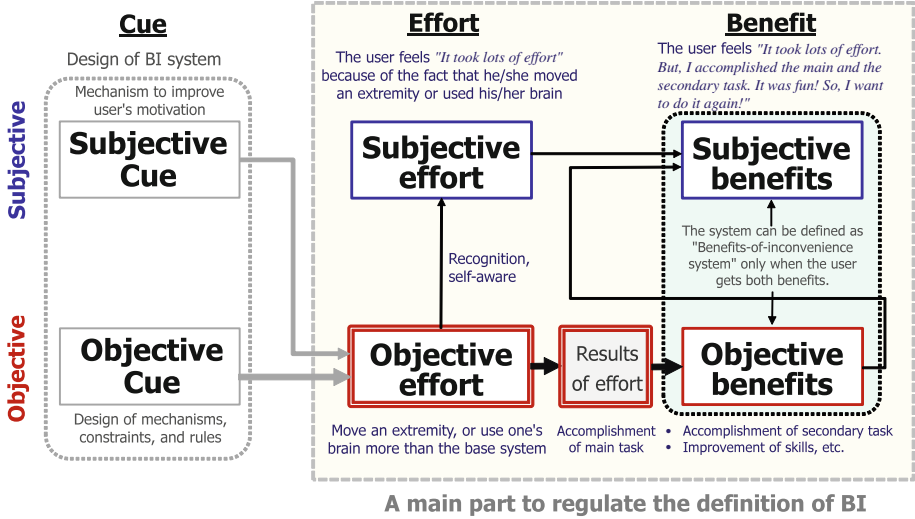 Cue
Effort
Benefit
Design of BI system
The user feels "It took lots of effort"
because of the fact that he/she moved
an extremity or used his/her brain
The user feels "It took lots of effort.
But, I accomplished the main and the
secondary task. It was fun! So, I want
to do it again!"
Subjective
Mechanism to improve
user's motivation
Subjective
Cue
Subjective
effort
Subjective
benefits
Recognition,
self-aware
The system can be defined as
"Benefits-of-inconvenience
system" only when the user
gets both benefits.
Objective
Objective
Cue
Objective
effort
Results
of effort
Objective
benefits
Design of mechanisms,
constraints, and rules
Move an extremity, or use one's
brain more than the base system
Accomplishment
of main task
• Accomplishment of secondary task
• Improvement of skills, etc.
A main part to regulate the definition of BI